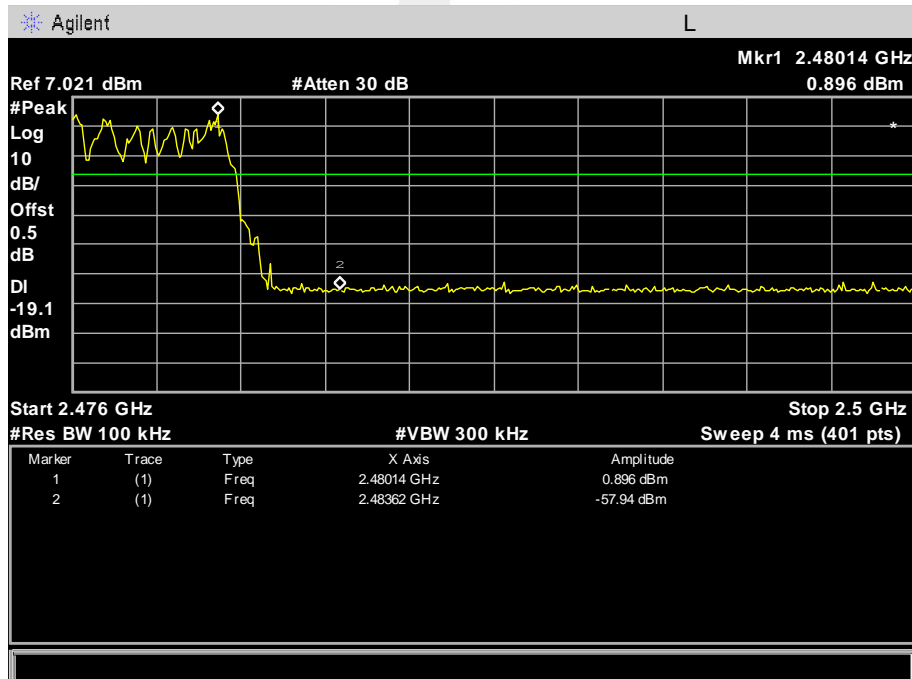 Agilent L
Mkr1 2.48014 GHz
Ref 7.021 dBm #Atten 30 dB 0.896 dBm
#Peak
Log
10
dB/
Offst
0.5
dB
DI
-19.1
dBm
*
2
Start 2.476 GHz Stop 2.5 GHz
#Res BW 100 kHz #VBW 300 kHz Sweep 4 ms (401 pts)
Marker Trace Type X Axis Amplitude
1 (1) Freq 2.48014 GHz 0.896 dBm
2 (1) Freq 2.48362 GHz -57.94 dBm